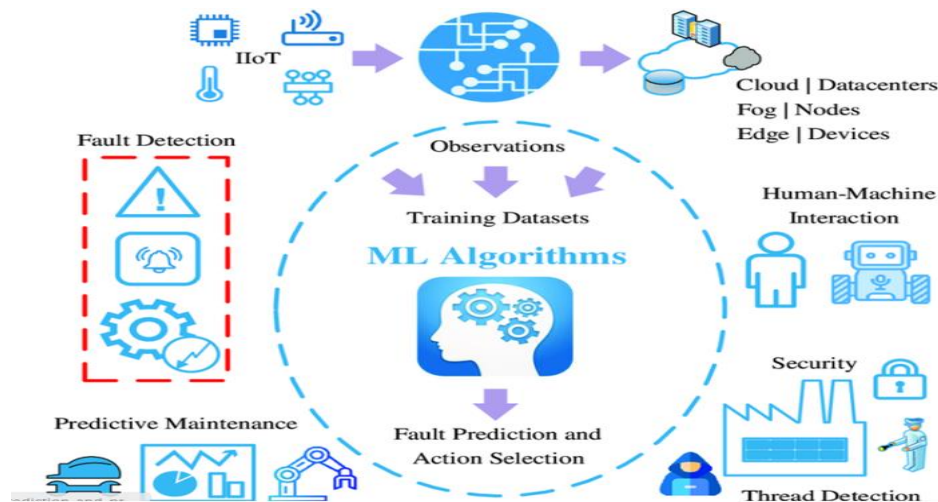 IIoT
Cloud | Datacenters
Fog | Nodes
Edge | Devices
Fault Detection
Observations
Training Datasets
ML Algorithms
Human-Machine
Interaction
Security
Predictive Maintenance
Fault Prediction and
Action Selection
Thread Detection